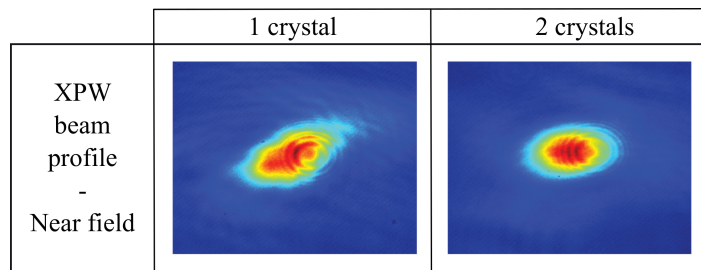 1 crystal
2 crystals
XPW
beam
profile
-
Near field